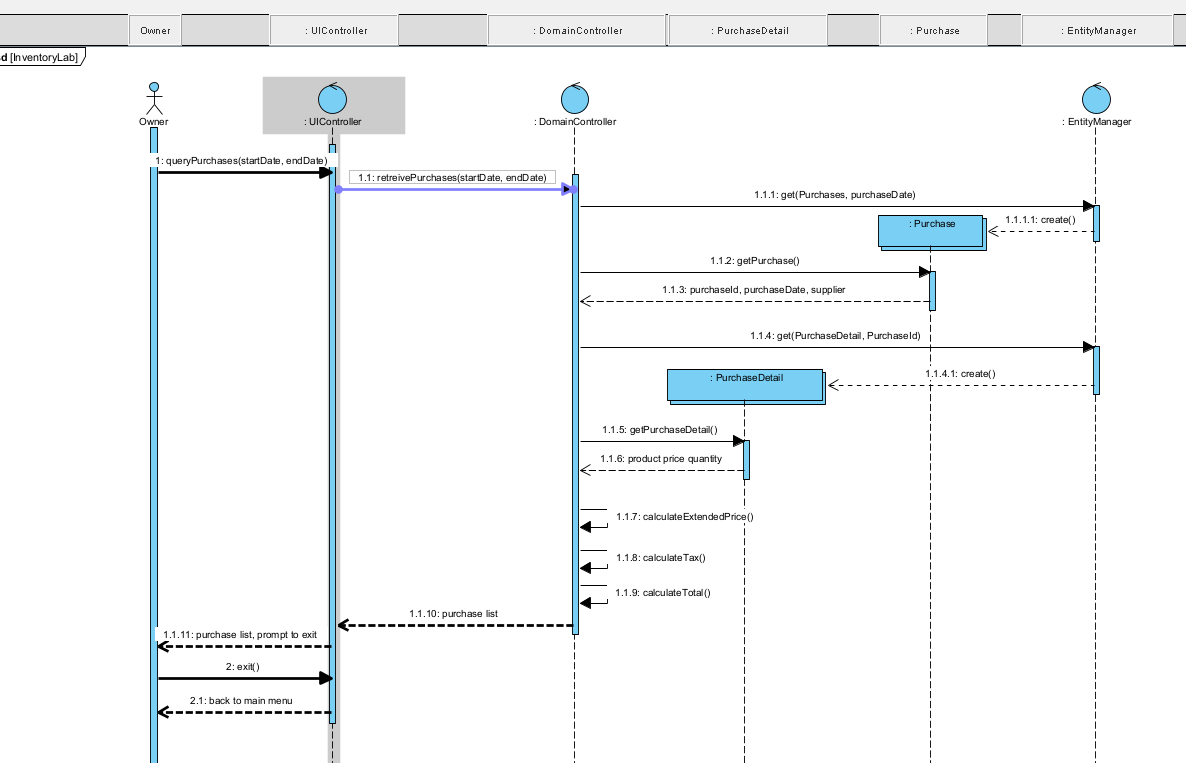 Owner
: UIController
: DomainController
: PurchaseDetail
: Purchase
: EntityManager
d [InventoryLab]
Owner
: UIController
: DomainController
: EntityManager
1: queryPurchases(startDate, endDate)
1.1: retreivePurchases(startDate, endDate)
1.1.1: get(Purchases, purchaseDate)
: Purchase
1.1.1.1: create()
1.1.2: getPurchase()
1.1.3: purchaseId, purchaseDate, supplier
1.1.4: get(PurchaseDetail, PurchaseId)
: PurchaseDetail
1.1.4.1: create()
1.1.5: getPurchaseDetail()
1.1.6: product price quantity
1.1.7: calculateExtendedPrice()
1.1.8: calculateTax()
1.1.9: calculateTotal()
1.1.10: purchase list
1.1.11: purchase list, prompt to exit
2: exit()
2.1: back to main menu